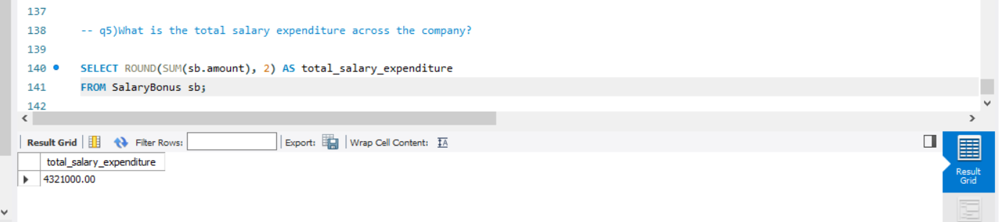 137
138 -- q5)What is the total salary expenditure across the company?
139
140 SELECT ROUND(SUM(sb.amount), 2) AS total_salary_expenditure
141 FROM SalaryBonus sb;
142
Result Grid Filter Rows: Export: Wrap Cell Content:
total_salary_expenditure
4321000.00
Result
Grid